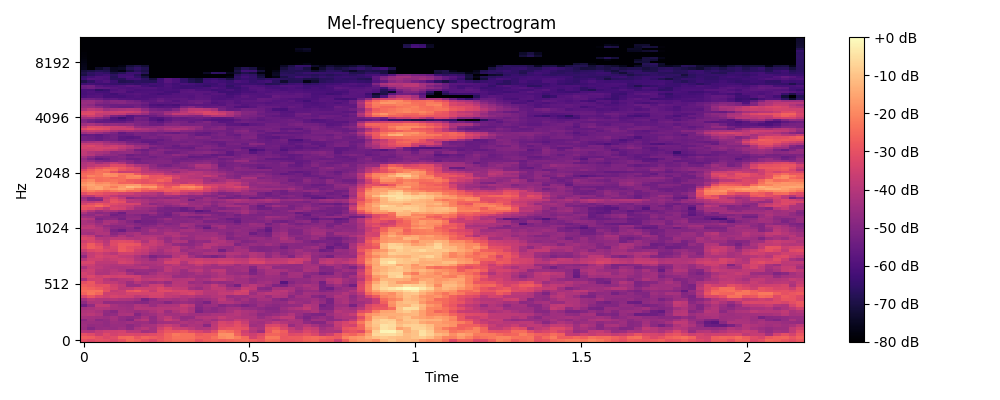 Mel-frequency spectrogram
Hz
8192
4096
2048
1024
512
0
0
0.5
1
1.5
2
Time
+0 dB
-10 dB
-20 dB
-30 dB
-40 dB
-50 dB
-60 dB
-70 dB
-80 dB